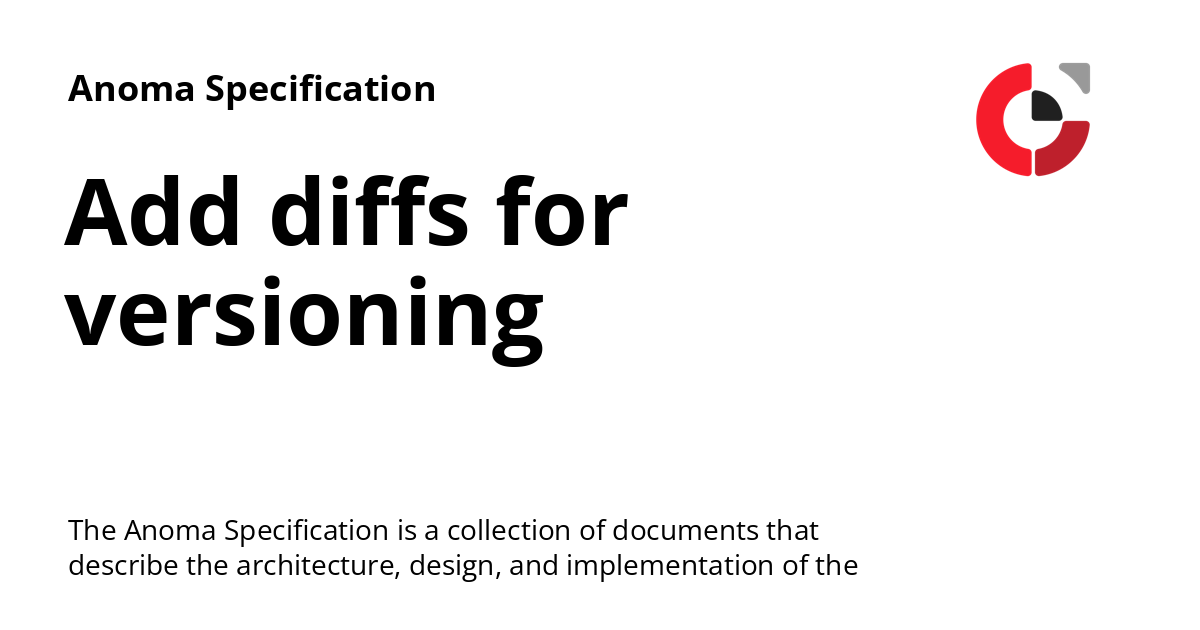 Anoma Specification
Add diffs for
versioning
The Anoma Specification is a collection of documents that
describe the architecture, design, and implementation of the